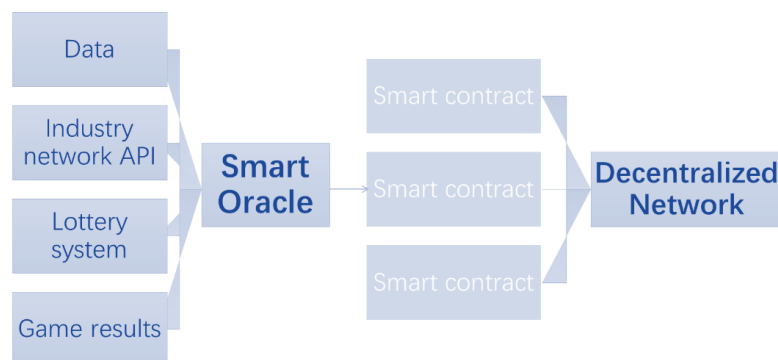 Data
Industry
network API
Lottery
system
Game results
Smart
Oracle
Smart contract
Smart contract
Smart contract
Decentralized
Network